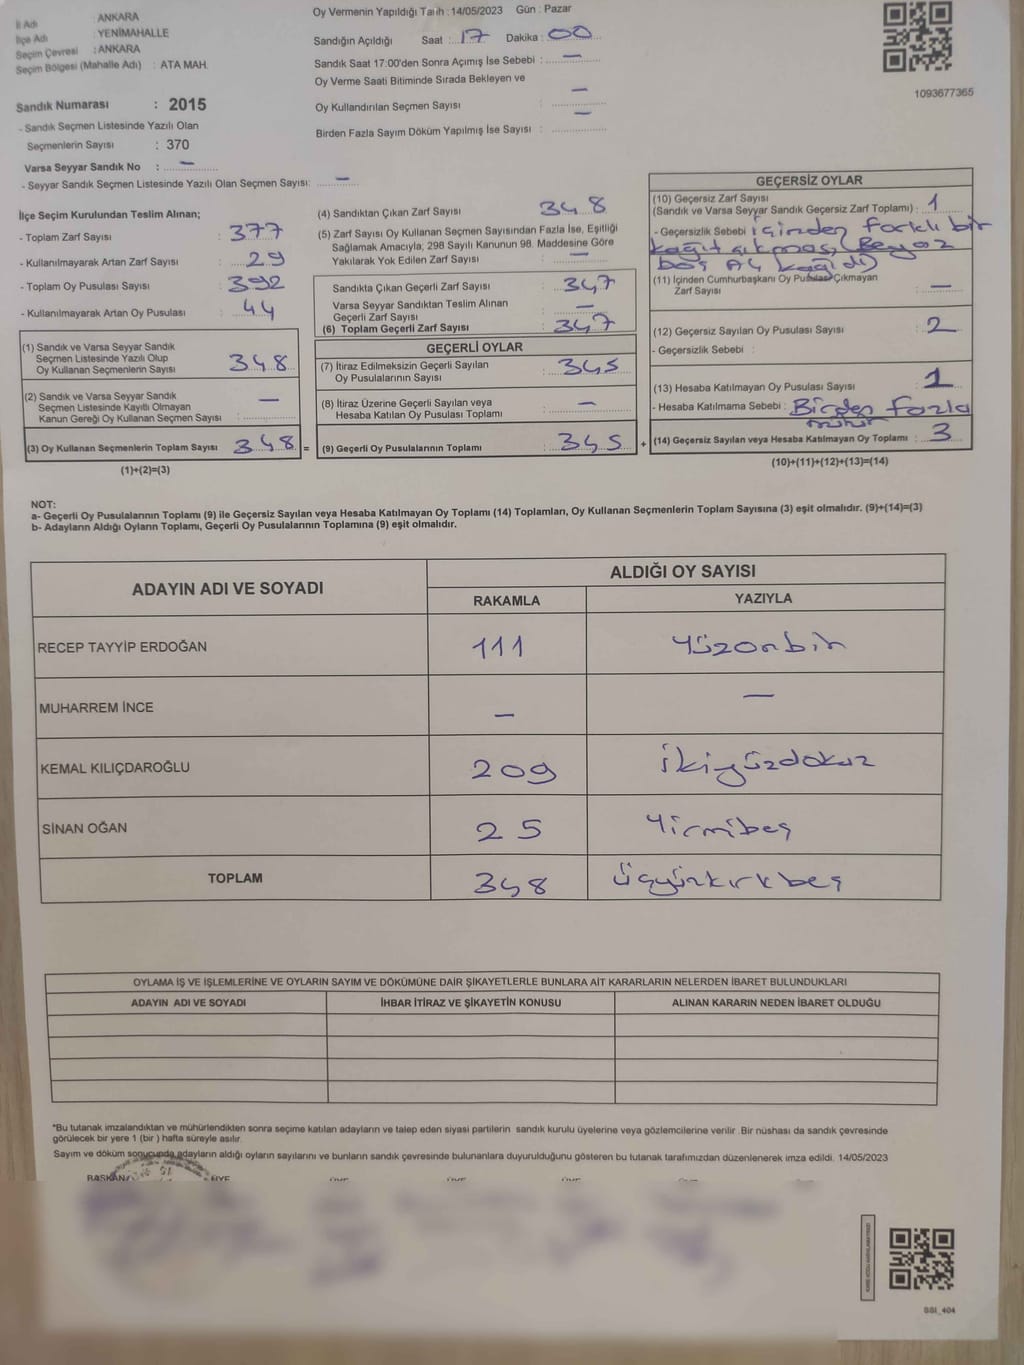 İl Adı : ANKARA
İlçe Adı : YENİMAHALLE
Seçim Çevresi : ANKARA
Seçim Bölgesi (Mahalle Adı) : ATA MAH.
Oy Vermenin Yapıldığı Tarih : 14/05/2023 Gün : Pazar
Sandığın Açıldığı Saat : 17 Dakika : 00
Sandık Saat 17:00'den Sonra Açımış İse Sebebi : —
Oy Verme Saati Bitiminde Sırada Bekleyen ve
Oy Kullandırılan Seçmen Sayısı : —
Birden Fazla Sayım Döküm Yapılmış İse Sayısı : —
1093677365
Sandık Numarası : 2015
- Sandık Seçmen Listesinde Yazılı Olan
Seçmenlerin Sayısı : 370
Varsa Seyyar Sandık No : —
- Seyyar Sandık Seçmen Listesinde Yazılı Olan Seçmen Sayısı: —
İlçe Seçim Kurulundan Teslim Alınan;
- Toplam Zarf Sayısı : 377
- Kullanılmayarak Artan Zarf Sayısı : 29
- Toplam Oy Pusulası Sayısı : 392
- Kullanılmayarak Artan Oy Pusulası : 44
(1) Sandık ve Varsa Seyyar Sandık
Seçmen Listesinde Yazılı Olup
Oy Kullanan Seçmenlerin Sayısı : 348
(2) Sandık ve Varsa Seyyar Sandık
Seçmen Listesinde Kayıtlı Olmayan
Kanun Gereği Oy Kullanan Seçmen Sayısı : —
(3) Oy Kullanan Seçmenlerin Toplam Sayısı 348 =
(1)+(2)=(3)
(4) Sandıktan Çıkan Zarf Sayısı 348
(5) Zarf Sayısı Oy Kullanan Seçmen Sayısından Fazla İse, Eşitliği
Sağlamak Amacıyla, 298 Sayılı Kanunun 98. Maddesine Göre
Yakılarak Yok Edilen Zarf Sayısı : —
Sandıkta Çıkan Geçerli Zarf Sayısı : 347
Varsa Seyyar Sandıktan Teslim Alınan
Geçerli Zarf Sayısı : —
(6) Toplam Geçerli Zarf Sayısı : 347
GEÇERLİ OYLAR
(7) İtiraz Edilmeksizin Geçerli Sayılan
Oy Pusulalarının Sayısı : 345
(8) İtiraz Üzerine Geçerli Sayılan veya
Hesaba Katılan Oy Pusulası Toplamı : —
(9) Geçerli Oy Pusulalarının Toplamı : 345 +
GEÇERSİZ OYLAR
(10) Geçersiz Zarf Sayısı
(Sandık ve Varsa Seyyar Sandık Geçersiz Zarf Toplamı) : 1
- Geçersizlik Sebebi : İçinden farklı bir
kağıt çıkması (Beyaz
boş A4 kağıdı)
(11) İçinden Cumhurbaşkanı Oy Pusulası Çıkmayan
Zarf Sayısı : —
(12) Geçersiz Sayılan Oy Pusulası Sayısı : 2
- Geçersizlik Sebebi :
(13) Hesaba Katılmayan Oy Pusulası Sayısı : 1
- Hesaba Katılmama Sebebi : Birden fazla
mühür
(14) Geçersiz Sayılan veya Hesaba Katılmayan Oy Toplamı : 3
(10)+(11)+(12)+(13)=(14)
NOT:
a- Geçerli Oy Pusulalarının Toplamı (9) ile Geçersiz Sayılan veya Hesaba Katılmayan Oy Toplamı (14) Toplamları, Oy Kullanan Seçmenlerin Toplam Sayısına (3) eşit olmalıdır. (9)+(14)=(3)
b- Adayların Aldığı Oyların Toplamı, Geçerli Oy Pusulalarının Toplamına (9) eşit olmalıdır.
ADAYIN ADI VE SOYADI
ALDIĞI OY SAYISI
RAKAMLA YAZIYLA
RECEP TAYYİP ERDOĞAN 111 Yüzonbir
MUHARREM İNCE — —
KEMAL KILIÇDAROĞLU 209 ikiyüzdokuz
SİNAN OĞAN 25 Yirmibeş
TOPLAM 348 üçyüzkırkbeş
OYLAMA İŞ VE İŞLEMLERİNE VE OYLARIN SAYIM VE DÖKÜMÜNE DAİR ŞİKAYETLERLE BUNLARA AİT KARARLARIN NELERDEN İBARET BULUNDUKLARI
ADAYIN ADI VE SOYADI İHBAR İTİRAZ VE ŞİKAYETİN KONUSU ALINAN KARARIN NEDEN İBARET OLDUĞU
*Bu tutanak imzalandıktan ve mühürlendikten sonra seçime katılan adayların ve talep eden siyasi partilerin sandık kurulu üyelerine veya gözlemcilerine verilir .Bir nüshası da sandık çevresinde
görülecek bir yere 1 (bir ) hafta süreyle asılır.
Sayım ve döküm sonucunda adayların aldığı oyların sayılarını ve bunların sandık çevresinde bulunanlara duyurulduğunu gösteren bu tutanak tarafımızdan düzenlenerek imza edildi. 14/05/2023
BAŞKAN